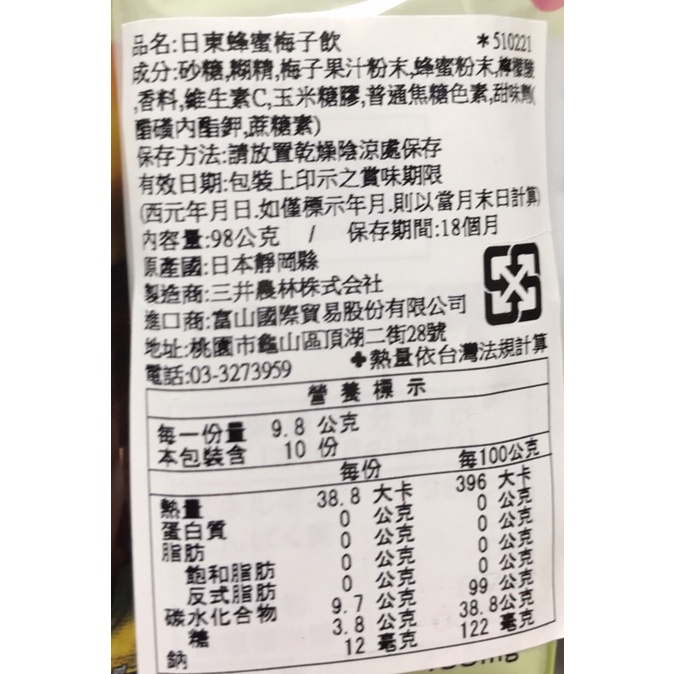 品名:日東蜂蜜梅子飲 *510221
成分:砂糖,糊精,梅子果汁粉末,蜂蜜粉末,檸檬酸
,香料,維生素C,玉米糖膠,普通焦糖色素,甜味劑(
醋磺內酯鉀,蔗糖素)
保存方法:請放置乾燥陰涼處保存
有效日期:包裝上印示之賞味期限
(西元年月日.如僅標示年月.則以當月末日計算)
內容量:98公克 / 保存期間:18個月
原產國:日本靜岡縣
製造商:三井農林株式会社
進口商:富山國際貿易股份有限公司
地址:桃園市龜山區頂湖二街28號
電話:03-3273959 ✤熱量依台灣法規計算
營養標示
每一份量 9.8 公克
本包裝含 10 份
每份 每100公克
熱量 38.8 大卡 396 大卡
蛋白質 0 公克 0 公克
脂肪 0 公克 0 公克
飽和脂肪 0 公克 0 公克
反式脂肪 0 公克 0 公克
碳水化合物 9.7 公克 99 公克
糖 3.8 公克 38.8公克
鈉 12 毫克 122 毫克